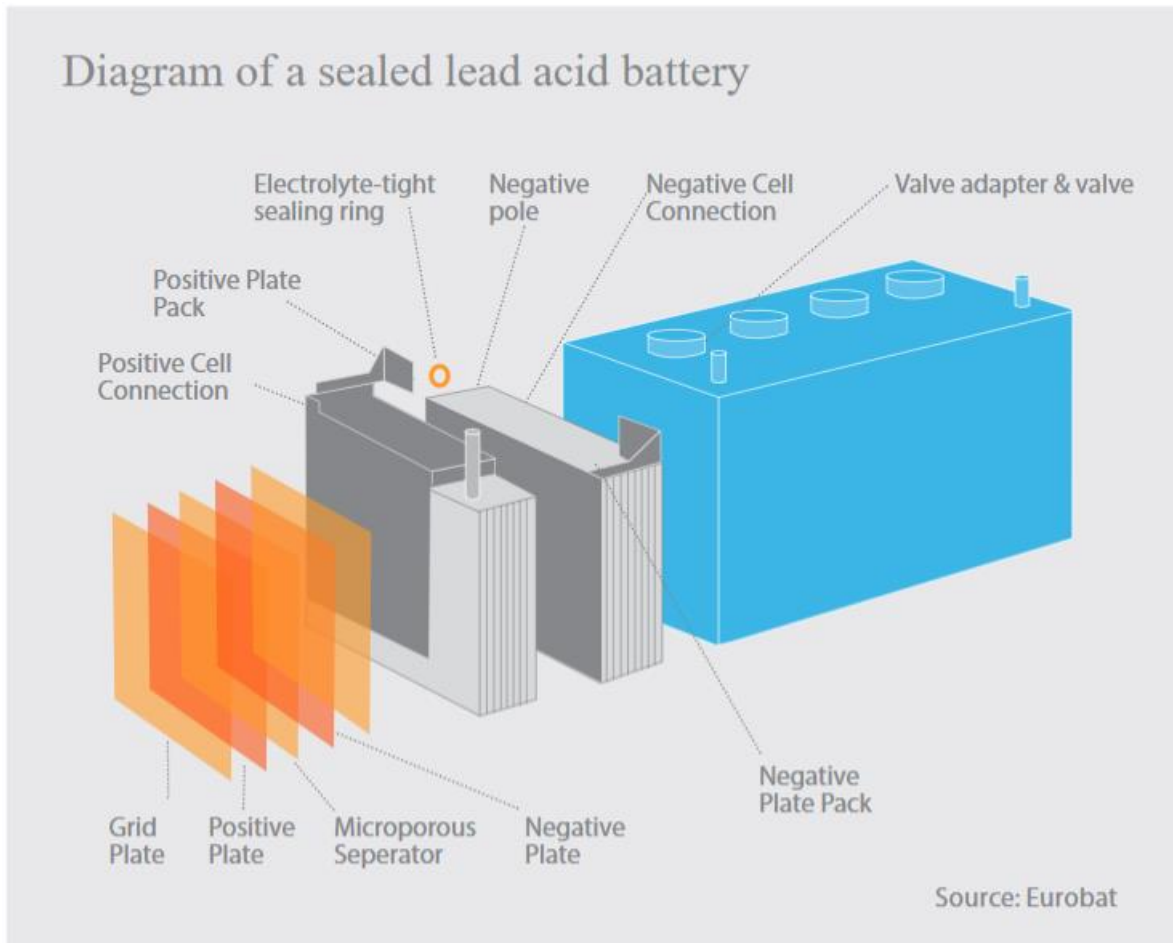 Diagram of a sealed lead acid battery
Electrolyte-tight
sealing ring
Negative
pole
Negative Cell
Connection
Valve adapter & valve
Positive Plate
Pack
Positive Cell
Connection
Negative
Plate Pack
Grid
Plate
Positive
Plate
Microporous
Seperator
Negative
Plate
Source: Eurobat